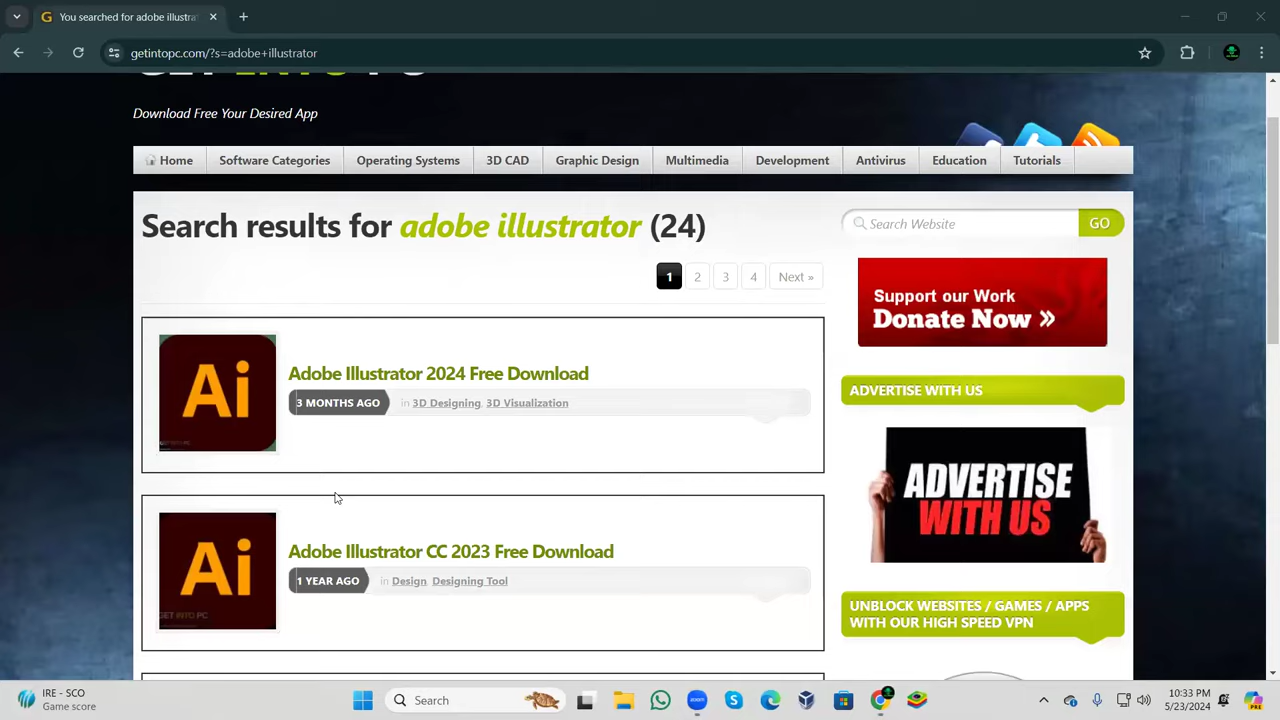 You searched for adobe illustra
getintopc.com/?s=adobe+illustrator
Download Free Your Desired App
Home
Software Categories
Operating Systems
3D CAD
Graphic Design
Multimedia
Development
Antivirus
Education
Tutorials
Search results for adobe illustrator (24)
Search Website
GO
1
2
3
4
Next »
Support our Work
Donate Now »
Ai
Adobe Illustrator 2024 Free Download
3 MONTHS AGO
in 3D Designing, 3D Visualization
ADVERTISE WITH US
ADVERTISE
WITH US
Ai
GET INTO PC
Adobe Illustrator CC 2023 Free Download
1 YEAR AGO
in Design, Designing Tool
UNBLOCK WEBSITES / GAMES / APPS
WITH OUR HIGH SPEED VPN
IRE - SCO
Game score
Search
zoom
10:33 PM
5/23/2024
PRE